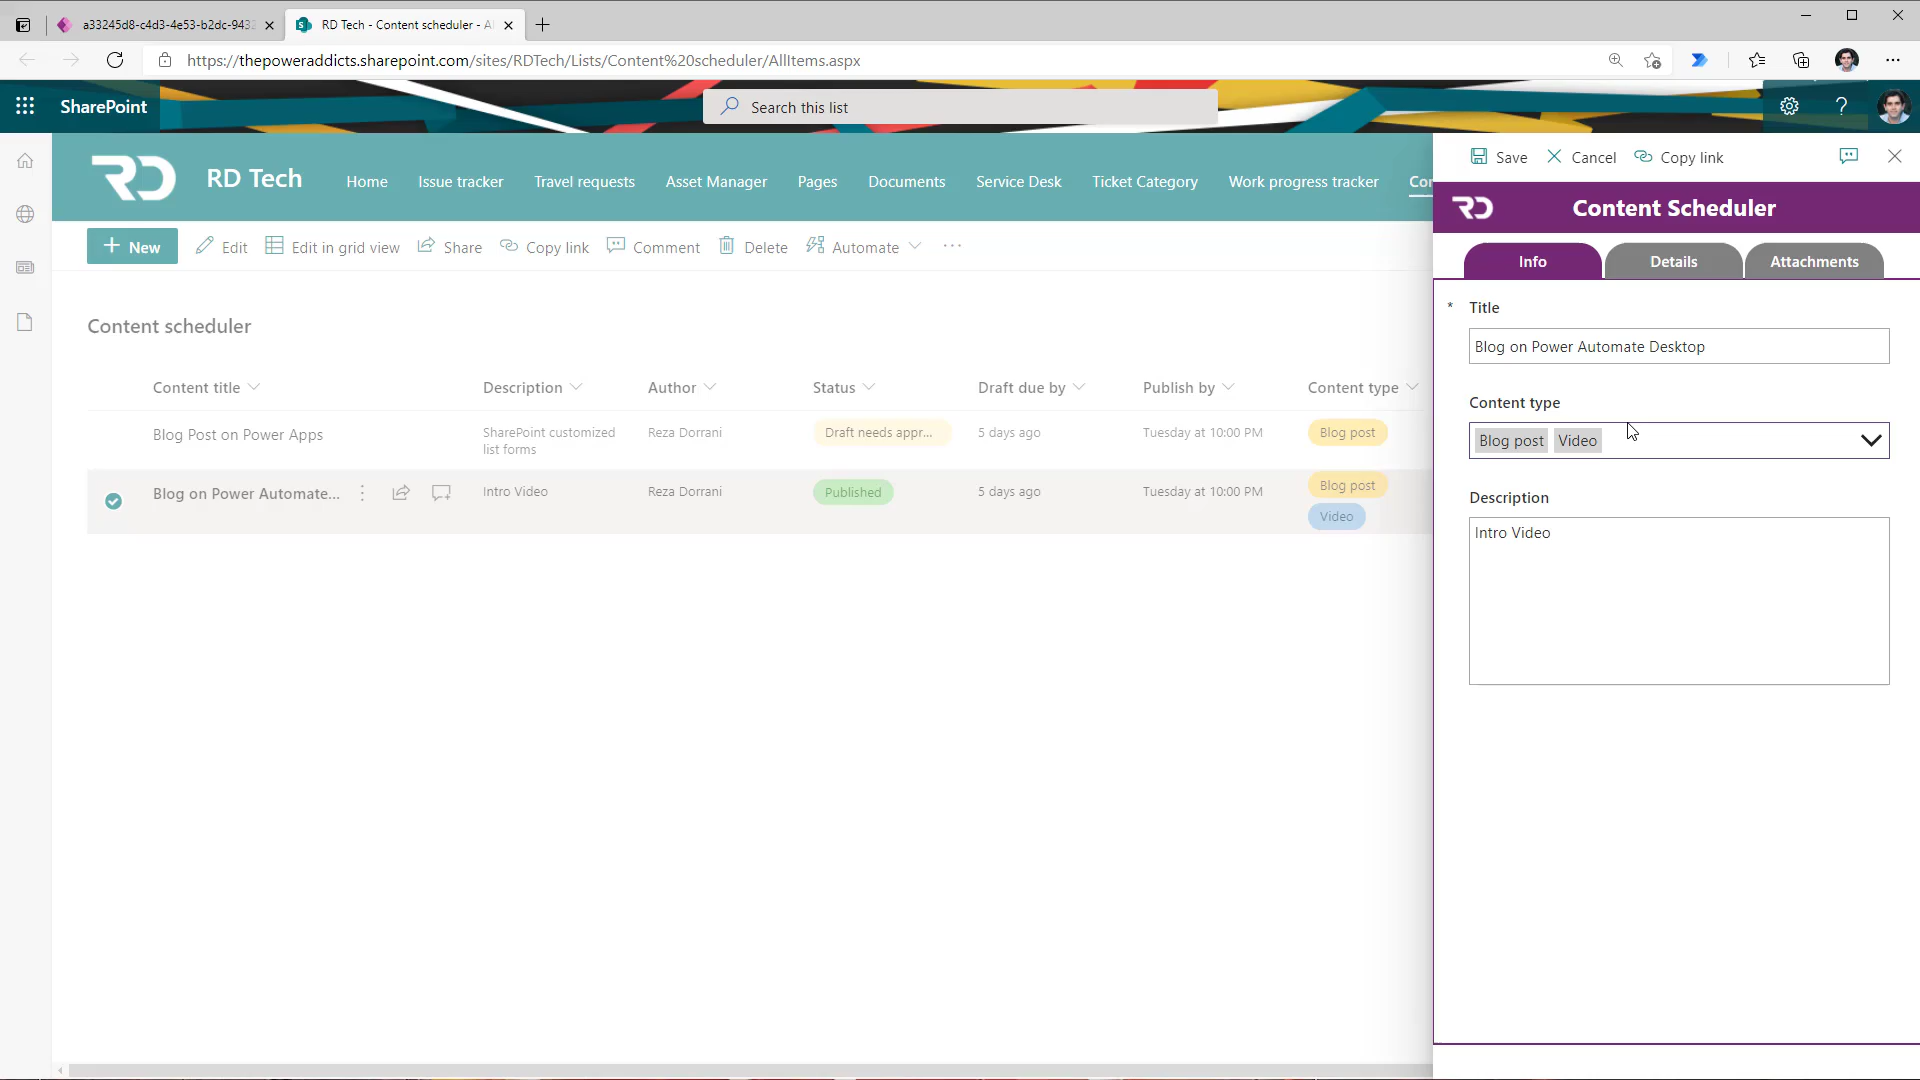 a33245d8-c4d3-4e53-b2dc-943
RD Tech - Content scheduler - A
https://thepoweraddicts.sharepoint.com/sites/RDTech/Lists/Content%20scheduler/AllItems.aspx
SharePoint
Search this list
RD Tech
Home
Issue tracker
Travel requests
Asset Manager
Pages
Documents
Service Desk
Ticket Category
Work progress tracker
Con
New
Edit
Edit in grid view
Share
Copy link
Comment
Delete
Automate
Content scheduler
Content title
Description
Author
Status
Draft due by
Publish by
Content type
Blog Post on Power Apps
SharePoint customized
list forms
Reza Dorrani
Draft needs appr...
5 days ago
Tuesday at 10:00 PM
Blog post
Blog on Power Automate...
Intro Video
Reza Dorrani
Published
5 days ago
Tuesday at 10:00 PM
Blog post
Video
Save
Cancel
Copy link
RD
Content Scheduler
Info
Details
Attachments
* Title
Blog on Power Automate Desktop
Content type
Blog post Video
Description
Intro Video